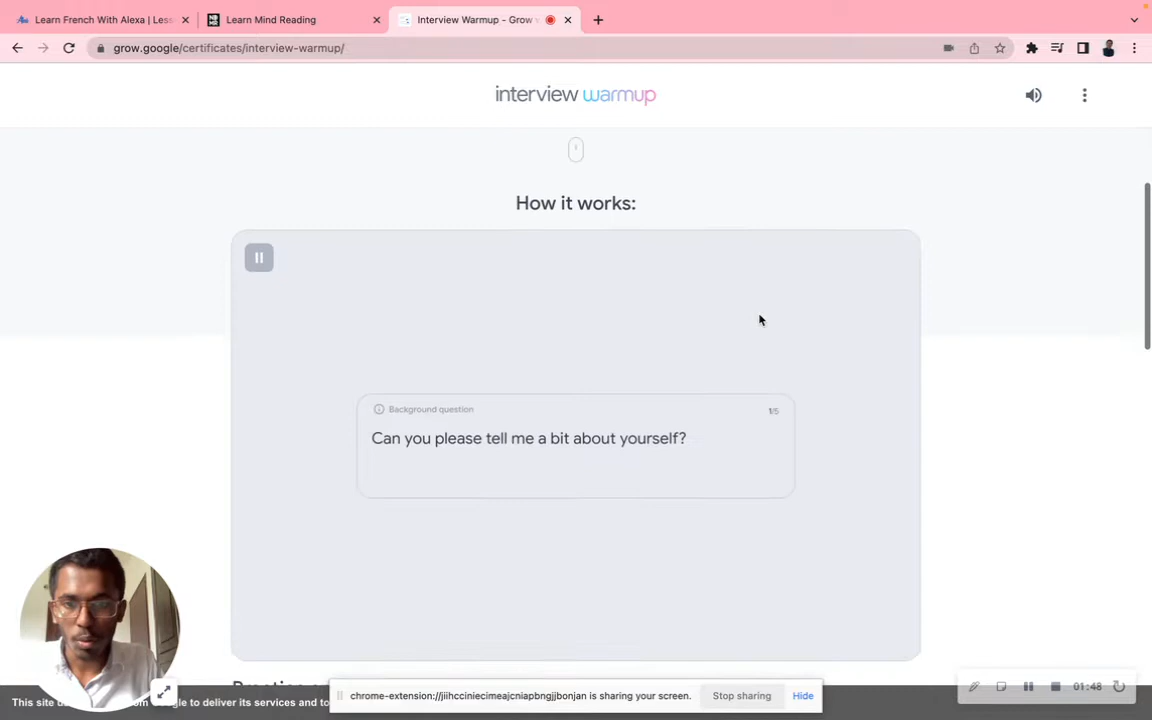 Learn French With Alexa | Less
Learn Mind Reading
Interview Warmup - Grow
grow.google/certificates/interview-warmup/
interview warmup
How it works:
Background question
1/5
Can you please tell me a bit about yourself?
This site
to deliver its services and to
chrome-extension://jiihcciniecimeajcniapbngjjbonjan is sharing your screen.
Stop sharing
Hide
01:48